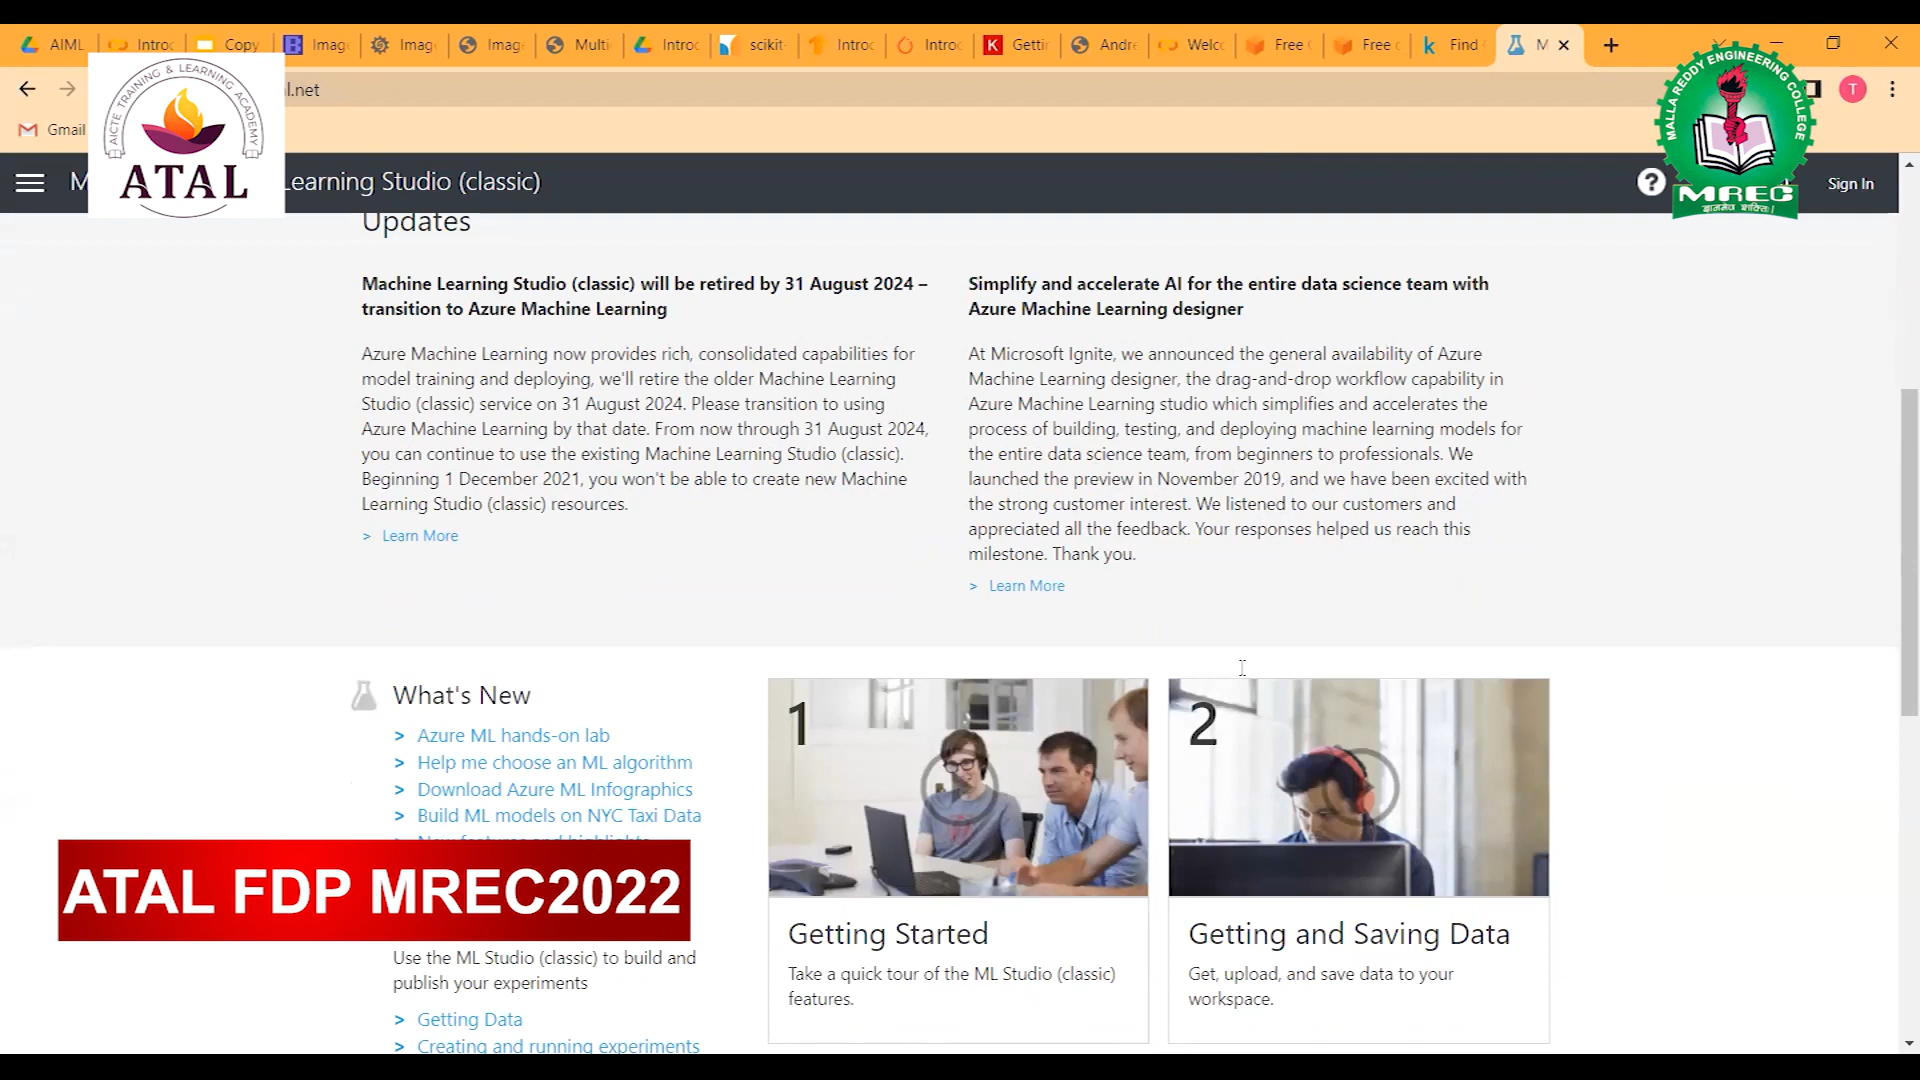 AIML
Introc
Copy
Imag
Imag
Imag
Multi
Introc
scikit-
Introc
Introc
Gettin
Andre
Welco
Free
Free
Find
M
l.net
T
Gmail
AICTE TRAINING & LEARNING ACADEMY
ATAL
MALLA REDDY ENGINEERING COLLEGE
MREC
M
Learning Studio (classic)
Sign In
Updates
Machine Learning Studio (classic) will be retired by 31 August 2024 –
transition to Azure Machine Learning
Azure Machine Learning now provides rich, consolidated capabilities for
model training and deploying, we'll retire the older Machine Learning
Studio (classic) service on 31 August 2024. Please transition to using
Azure Machine Learning by that date. From now through 31 August 2024,
you can continue to use the existing Machine Learning Studio (classic).
Beginning 1 December 2021, you won't be able to create new Machine
Learning Studio (classic) resources.
> Learn More
Simplify and accelerate AI for the entire data science team with
Azure Machine Learning designer
At Microsoft Ignite, we announced the general availability of Azure
Machine Learning designer, the drag-and-drop workflow capability in
Azure Machine Learning studio which simplifies and accelerates the
process of building, testing, and deploying machine learning models for
the entire data science team, from beginners to professionals. We
launched the preview in November 2019, and we have been excited with
the strong customer interest. We listened to our customers and
appreciated all the feedback. Your responses helped us reach this
milestone. Thank you.
> Learn More
What's New
> Azure ML hands-on lab
> Help me choose an ML algorithm
> Download Azure ML Infographics
> Build ML models on NYC Taxi Data
ATAL FDP MREC2022
Use the ML Studio (classic) to build and
publish your experiments
> Getting Data
> Creating and running experiments
1
Getting Started
Take a quick tour of the ML Studio (classic)
features.
2
Getting and Saving Data
Get, upload, and save data to your
workspace.